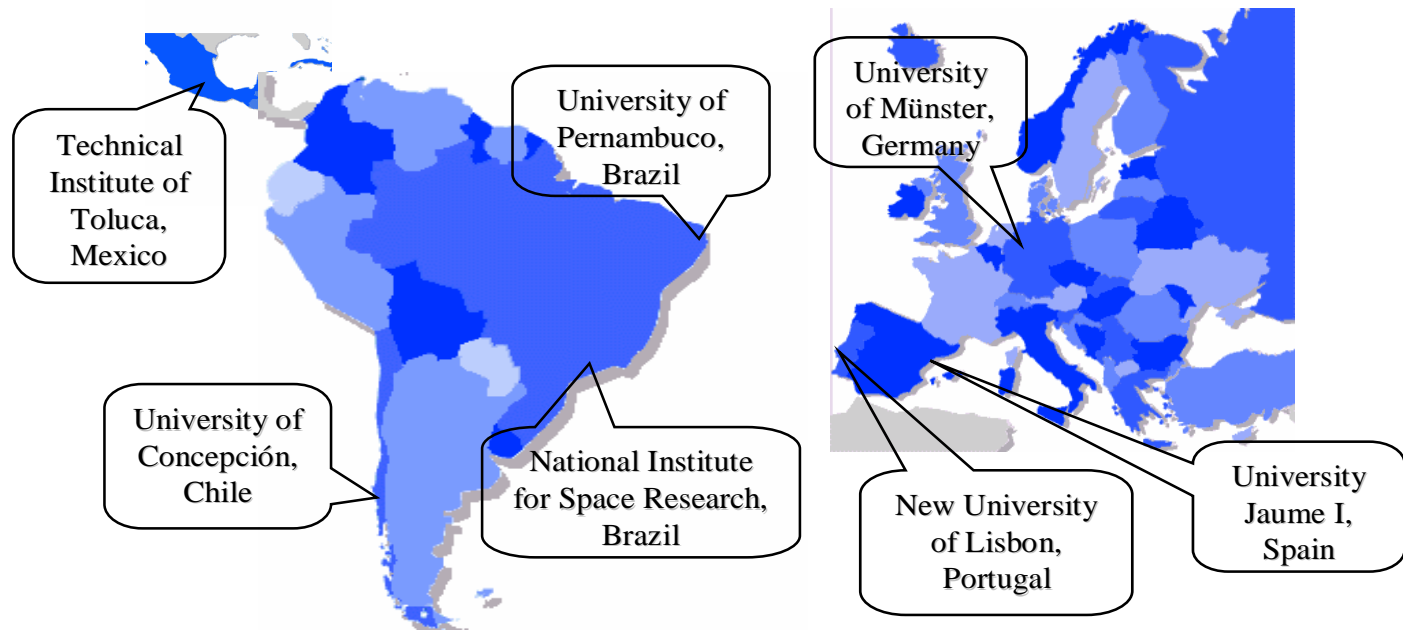 Technical
Institute of
Toluca,
Mexico
University of
Pernambuco,
Brazil
University of
Concepción,
Chile
National Institute
for Space Research,
Brazil
University
of Münster,
Germany
New University
of Lisbon,
Portugal
University
Jaume I,
Spain